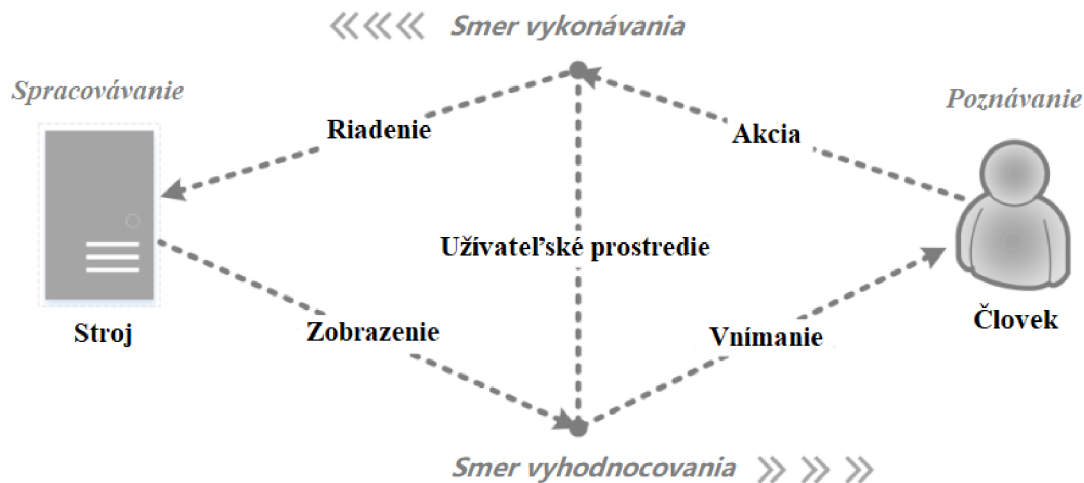 Smer vykonávania
Spracovávanie
Poznávanie
Riadenie
Akcia
Užívateľské prostredie
Stroj
Zobrazenie
Vnímanie
Človek
Smer vyhodnocovania